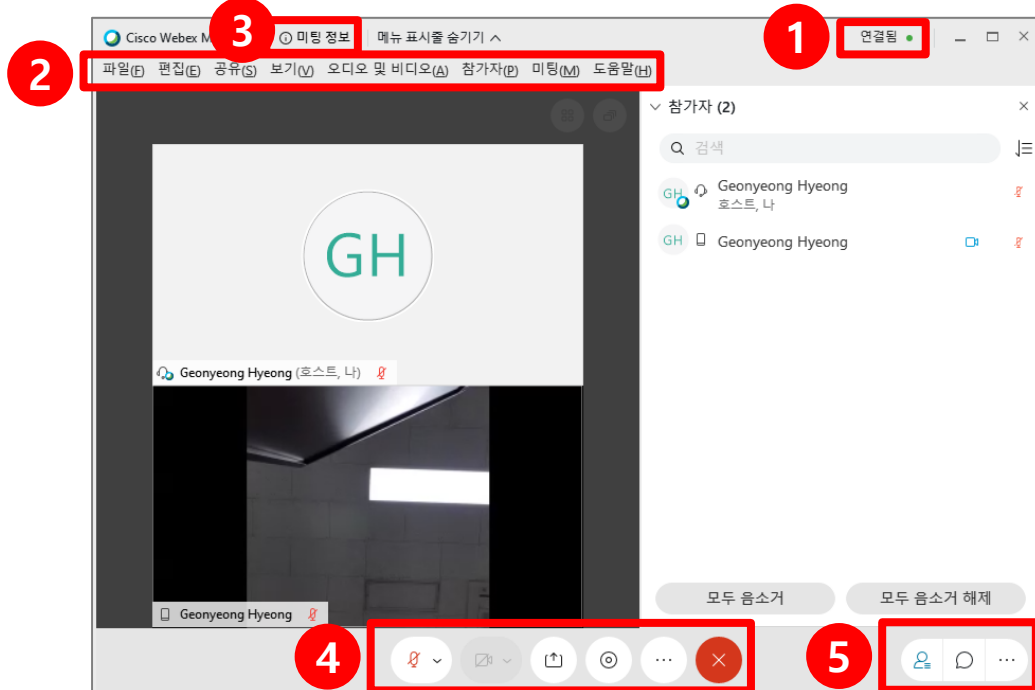 Cisco Webex M 3 미팅 정보 메뉴 표시줄 숨기기 1 연결됨
2 파일(F) 편집(E) 공유(S) 보기(V) 오디오 및 비디오(A) 참가자(P) 미팅(M) 도움말(H)
참가자 (2)
검색
GH
Geonyeong Hyeong
호스트, 나
GH Geonyeong Hyeong
GH
Geonyeong Hyeong (호스트, 나)
Geonyeong Hyeong
모두 음소거 모두 음소거 해제
4 5